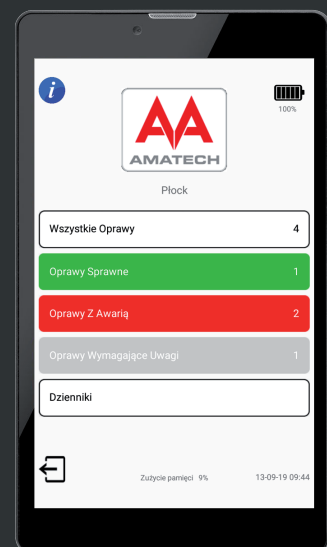 i
100%
AMATECH
Płock
Wszystkie Oprawy 4
Oprawy Sprawne 1
Oprawy Z Awarią 2
Oprawy Wymagające Uwagi 1
Dzienniki
Zużycie pamięci 9% 13-09-19 09:44